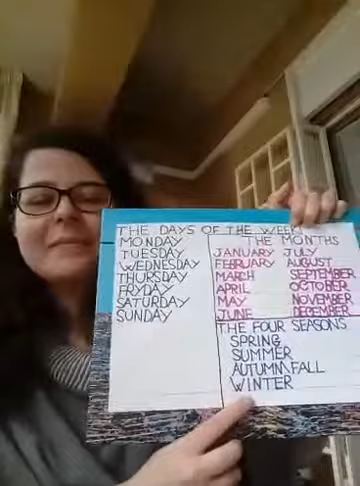 THE DAYS OF THE WEEK
MONDAY
TUESDAY
WEDNESDAY
THURSDAY
FRYDAY
SATURDAY
SUNDAY
THE MONTHS
JANUARY JULY
FEBRUARY AUGUST
MARCH SEPTEMBER
APRIL OCTOBER
MAY NOVEMBER
JUNE DECEMBER
THE FOUR SEASONS
SPRING
SUMMER
AUTUMN/FALL
WINTER